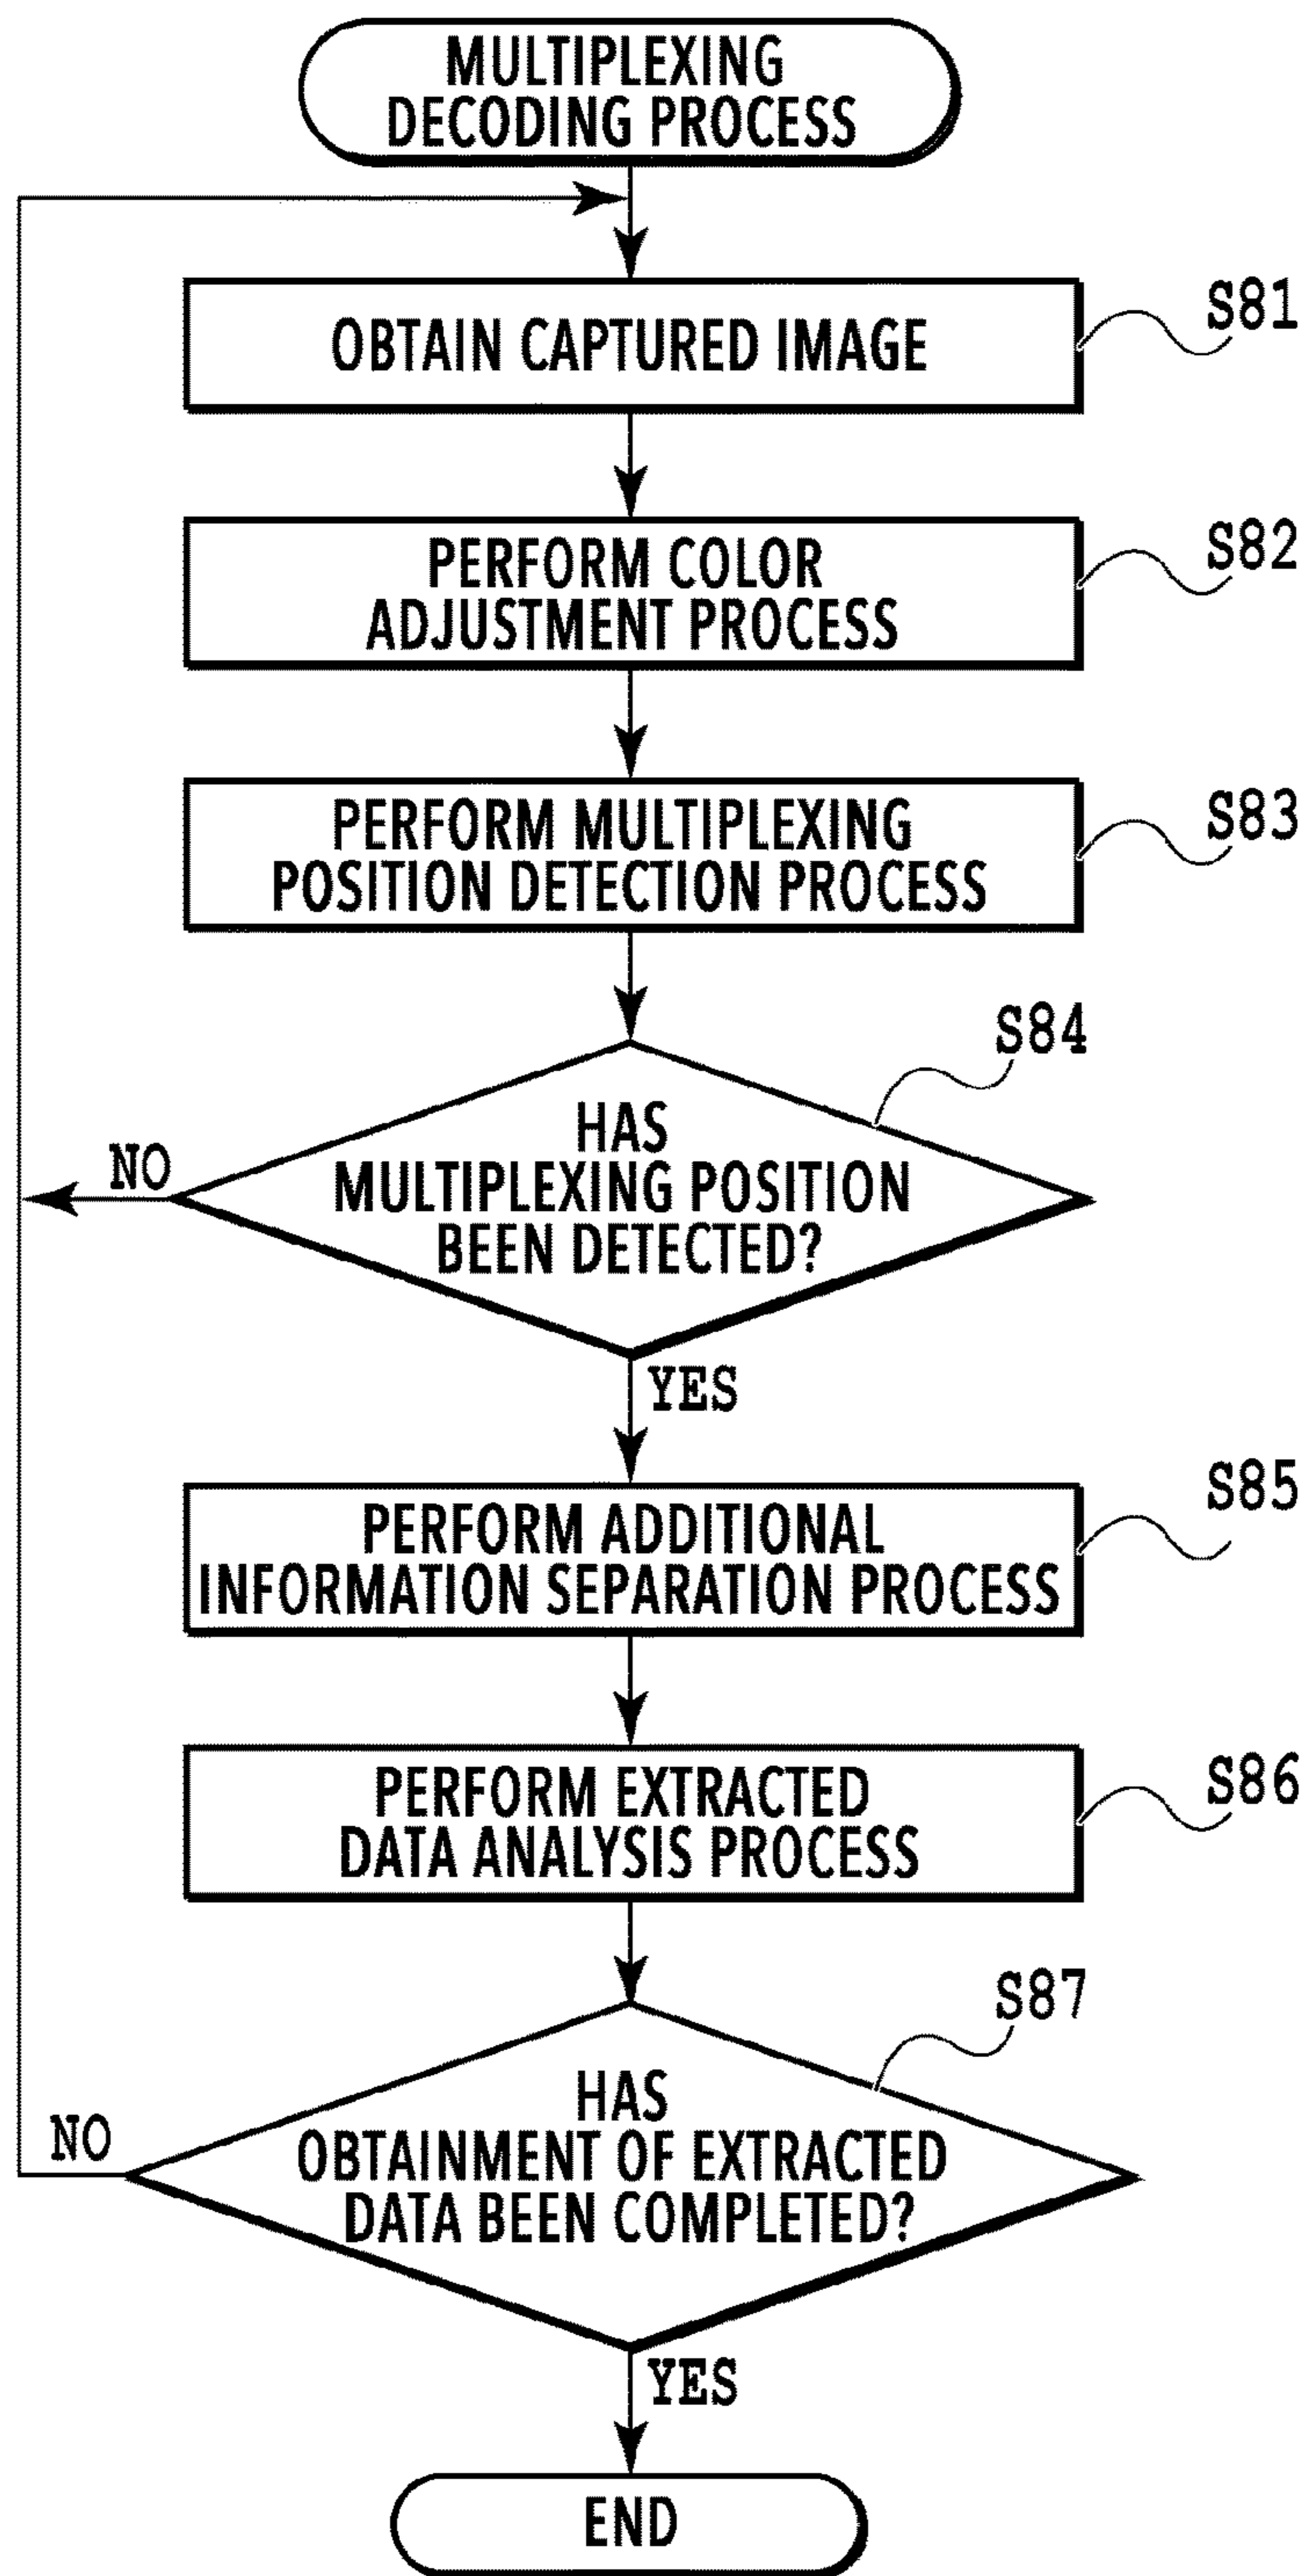 MULTIPLEXING
DECODING PROCESS
OBTAIN CAPTURED IMAGE
S81
PERFORM COLOR
ADJUSTMENT PROCESS
S82
PERFORM MULTIPLEXING
POSITION DETECTION PROCESS
S83
S84
HAS
MULTIPLEXING POSITION
BEEN DETECTED?
NO
YES
PERFORM ADDITIONAL
INFORMATION SEPARATION PROCESS
S85
PERFORM EXTRACTED
DATA ANALYSIS PROCESS
S86
S87
HAS
OBTAINMENT OF EXTRACTED
DATA BEEN COMPLETED?
NO
YES
END